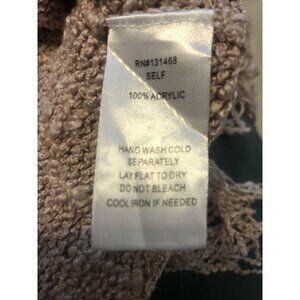 RN#131468
SELF
100% ACRYLIC
HAND WASH COLD
SEPARATELY
LAY FLAT TO DRY
DO NOT BLEACH
COOL IRON IF NEEDED